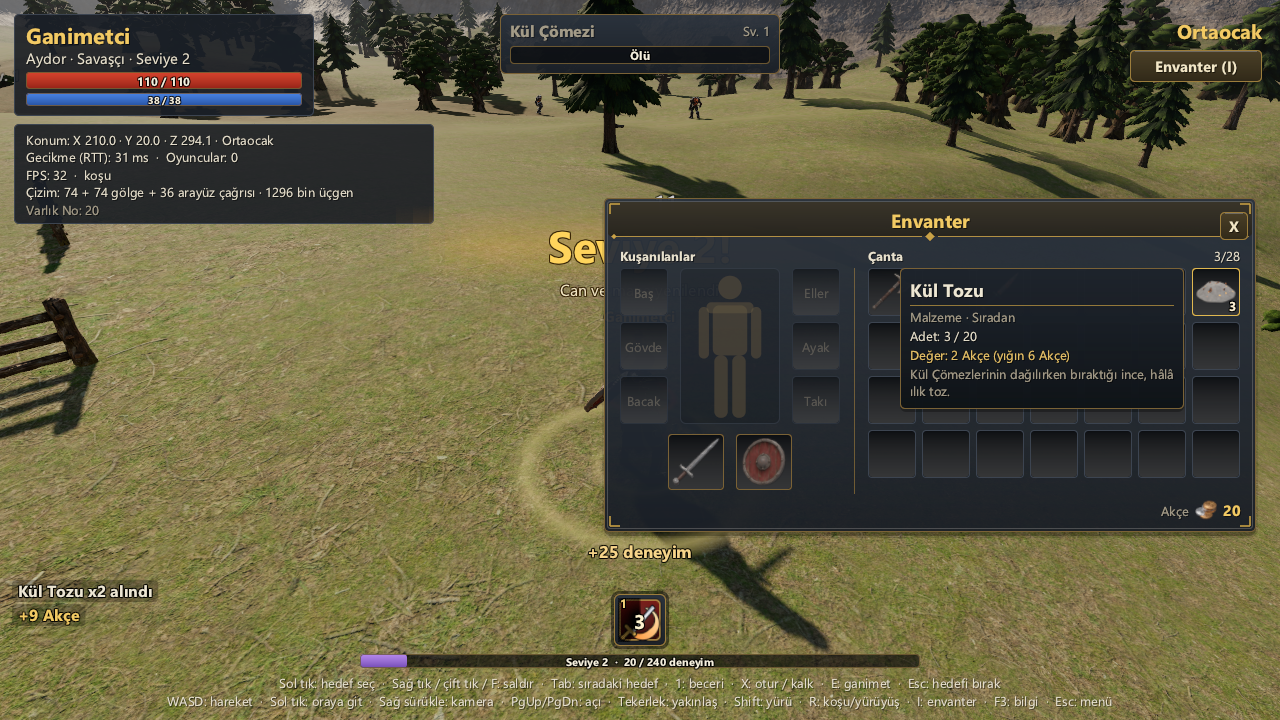 Ganimetci
Aydor · Savaşçı · Seviye 2
110 / 110
38 / 38
Kül Çömezi
Sv. 1
Ölü
Ortaocak
Envanter (I)
Konum: X 210.0 · Y 20.0 · Z 294.1 · Ortaocak
Gecikme (RTT): 31 ms · Oyuncular: 0
FPS: 32 · koşu
Çizim: 74 + 74 gölge + 36 arayüz çağrısı · 1296 bin üçgen
Varlık No: 20
Envanter
X
Kuşanılanlar
Çanta
3/28
Baş
Eller
Gövde
Ayak
Bacak
Takı
3
Kül Tozu
Malzeme · Sıradan
Adet: 3 / 20
Değer: 2 Akçe (yığın 6 Akçe)
Kül Çömezlerinin dağılırken bıraktığı ince, hâlâ
ılık toz.
Akçe
20
Can ve
+25 deneyim
Kül Tozu x2 alındı
+9 Akçe
1
3
Seviye 2 · 20 / 240 deneyim
Sol tık: hedef seç · Sağ tık / çift tık / F: saldır · Tab: sıradaki hedef · 1: beceri · X: otur / kalk · E: ganimet · Esc: hedefi bırak
WASD: hareket · Sol tık: oraya git · Sağ sürükle: kamera · PgUp/PgDn: açı · Tekerlek: yakınlaş · Shift: yürü · R: koşu/yürüyüş · I: envanter · F3: bilgi · Esc: menü